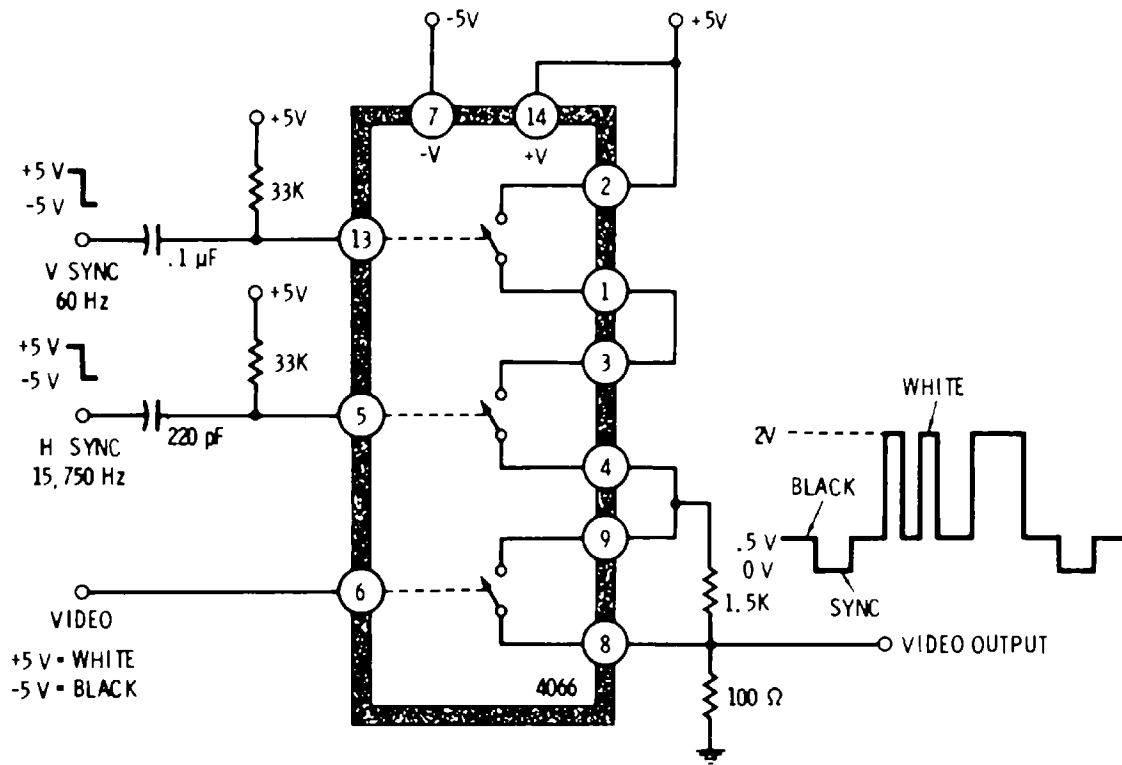 -5V
+5V
7
14
-V
+V
+5V
33K
+5 V
-5 V
.1 µF
V SYNC
60 Hz
13
2
1
+5V
33K
+5 V
-5 V
220 pF
H SYNC
15,750 Hz
5
3
4
9
6
8
VIDEO
+5 V = WHITE
-5 V = BLACK
4066
1.5K
100 Ω
VIDEO OUTPUT
WHITE
2V
BLACK
.5 V
0 V
SYNC